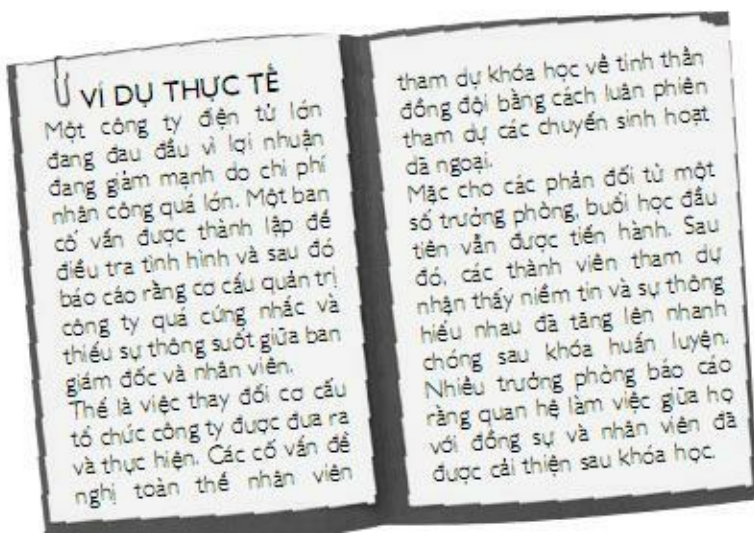 VÍ DỤ THỰC TẾ
Một công ty điện tử lớn
đang đau đầu vì lợi nhuận
đang giảm mạnh do chi phí
nhân công quá lớn. Một ban
cố vấn được thành lập để
điều tra tình hình và sau đó
báo cáo rằng cơ cấu quản trị
công ty quá cứng nhắc và
thiếu sự thông suốt giữa ban
giám đốc và nhân viên.
Thế là việc thay đổi cơ cấu
tổ chức công ty được đưa ra
và thực hiện. Các cố vấn đề
nghị toàn thể nhân viên
tham dự khóa học về tinh thần
đồng đội bằng cách luân phiên
tham dự các chuyến sinh hoạt
dã ngoại.
Mặc cho các phản đối từ một
số trưởng phòng, buổi học đầu
tiên vẫn được tiến hành. Sau
đó, các thành viên tham dự
nhận thấy niềm tin và sự thông
hiểu nhau đã tăng lên nhanh
chóng sau khóa huấn luyện.
Nhiều trưởng phòng báo cáo
rằng quan hệ làm việc giữa họ
với đồng sự và nhân viên đã
được cải thiện sau khóa học.